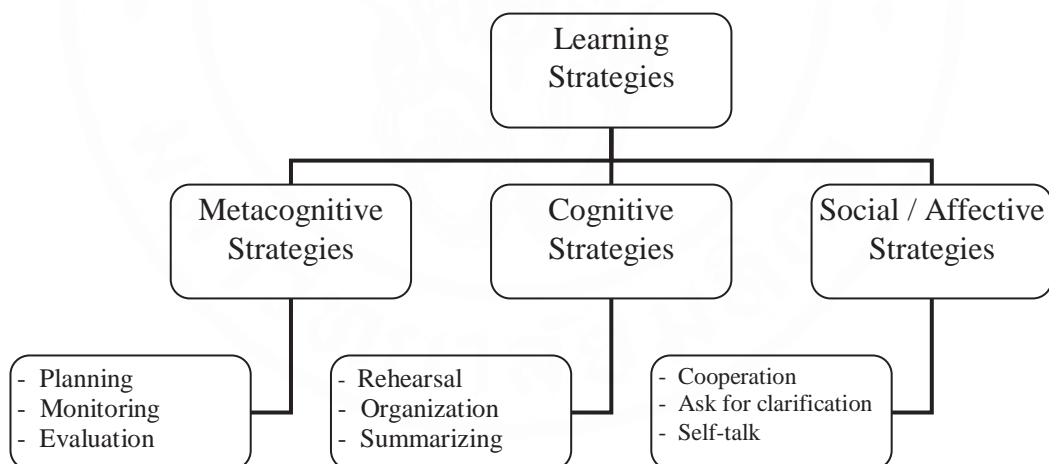 Learning
Strategies
Metacognitive
Strategies
Cognitive
Strategies
Social / Affective
Strategies
- Planning
- Monitoring
- Evaluation
- Rehearsal
- Organization
- Summarizing
- Cooperation
- Ask for clarification
- Self-talk